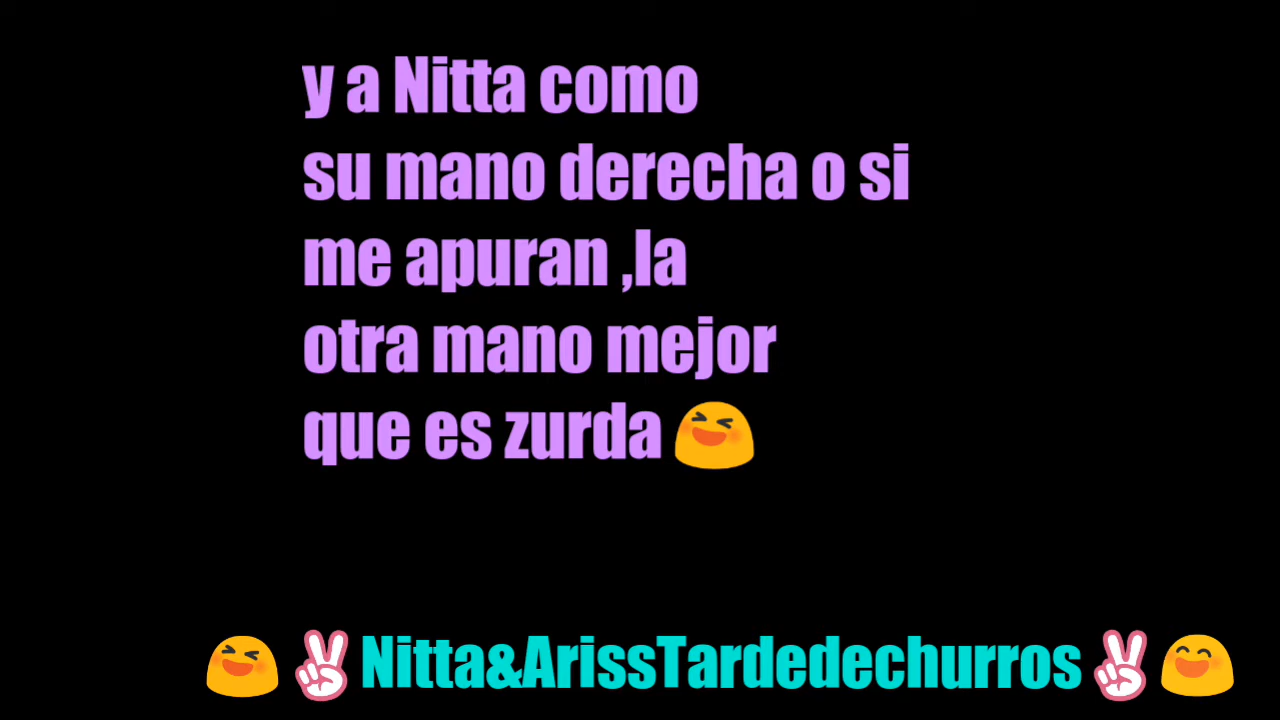 y a Nitta como
su mano derecha o si
me apuran ,la
otra mano mejor
que es zurda 😆
😆✌Nitta&ArissTardedechurros✌😄